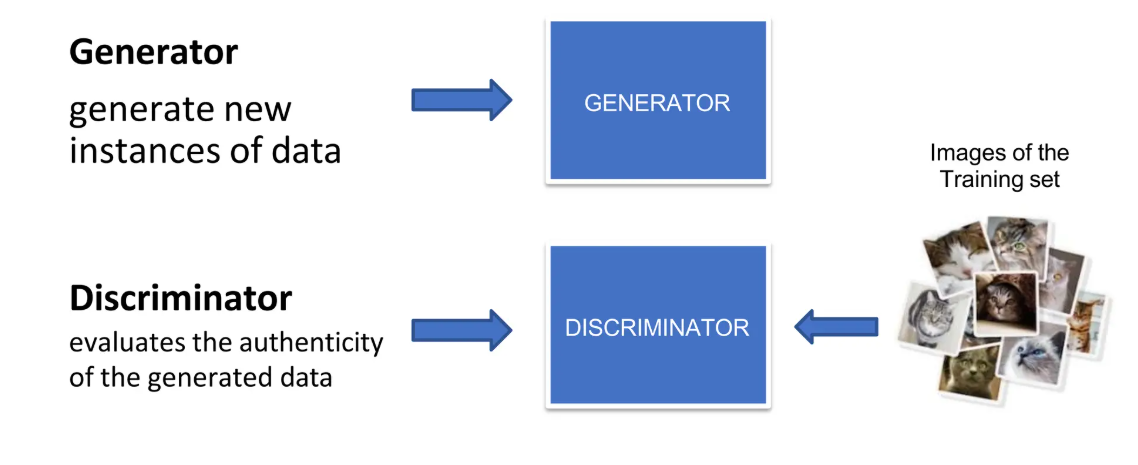 Generator
generate new
instances of data
GENERATOR
Images of the
Training set
Discriminator
evaluates the authenticity
of the generated data
DISCRIMINATOR